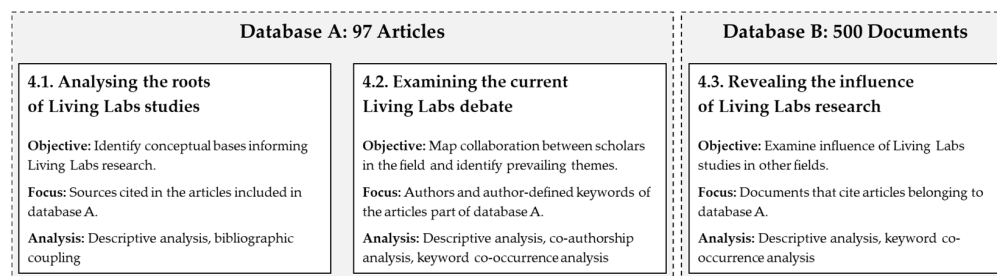 Database A: 97 Articles
4.1. Analysing the roots
of Living Labs studies
Objective: Identify conceptual bases informing
Living Labs research.
Focus: Sources cited in the articles included in
database A.
Analysis: Descriptive analysis, bibliographic
coupling
4.2. Examining the current
Living Labs debate
Objective: Map collaboration between scholars
in the field and identify prevailing themes.
Focus: Authors and author-defined keywords of
the articles part of database A.
Analysis: Descriptive analysis, co-authorship
analysis, keyword co-occurrence analysis
Database B: 500 Documents
4.3. Revealing the influence
of Living Labs research
Objective: Examine influence of Living Labs
studies in other fields.
Focus: Documents that cite articles belonging to
database A.
Analysis: Descriptive analysis, keyword co-
occurrence analysis